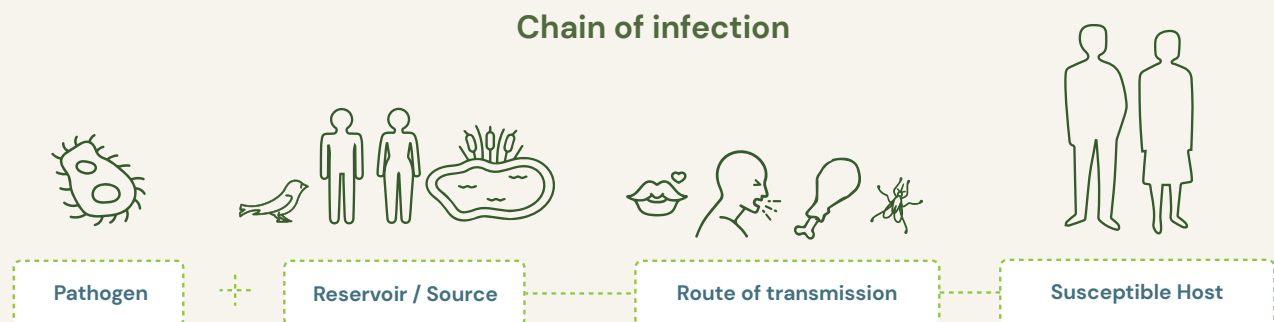 Chain of infection
Pathogen
Reservoir / Source
Route of transmission
Susceptible Host